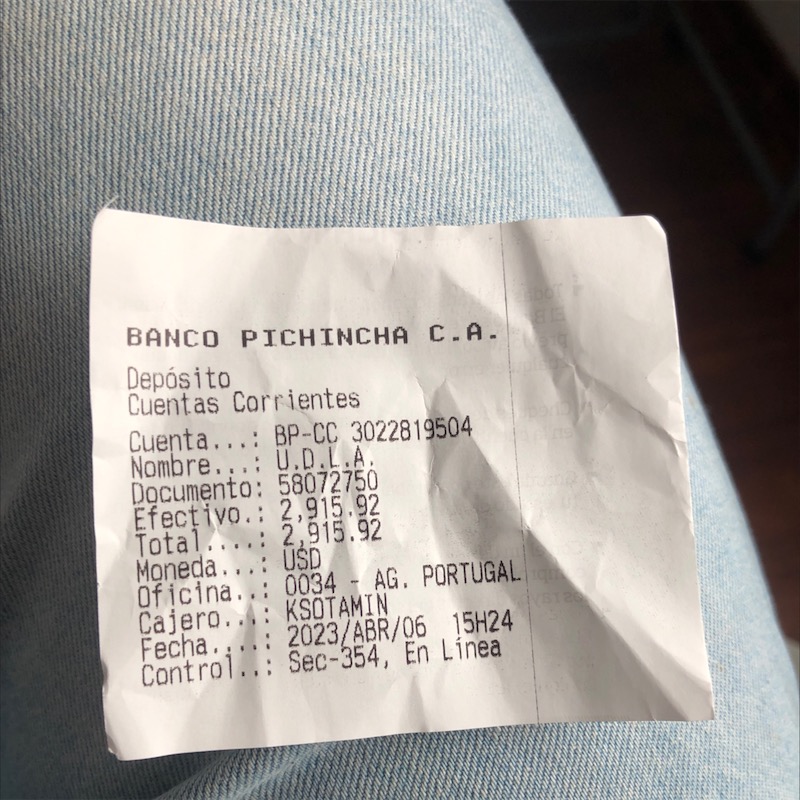 BANCO PICHINCHA C.A.
Depósito
Cuentas Corrientes
Cuenta...: BP-CC 3022819504
Nombre...: U.D.L.A.
Documento: 58072750
Efectivo.: 2,915.92
Total....: 2,915.92
Moneda...: USD
Oficina..: 0034 - AG. PORTUGAL
Cajero...: KSOTAMIN
Fecha....: 2023/ABR/06 15H24
Control..: Sec-354, En Línea